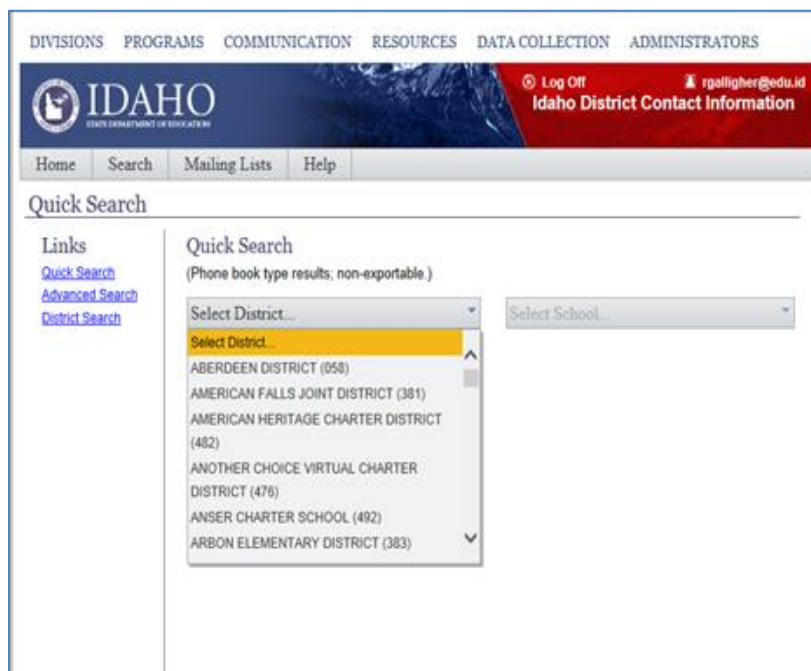 DIVISIONS PROGRAMS COMMUNICATION RESOURCES DATA COLLECTION ADMINISTRATORS
IDAHO
STATE DEPARTMENT OF EDUCATION
Log Off rgalligher@edu.id
Idaho District Contact Information
Home Search Mailing Lists Help
Quick Search
Links
Quick Search
Advanced Search
District Search
Quick Search
(Phone book type results; non-exportable.)
Select District...
Select School...
Select District...
ABERDEEN DISTRICT (058)
AMERICAN FALLS JOINT DISTRICT (381)
AMERICAN HERITAGE CHARTER DISTRICT
(482)
ANOTHER CHOICE VIRTUAL CHARTER
DISTRICT (476)
ANSER CHARTER SCHOOL (492)
ARBON ELEMENTARY DISTRICT (383)